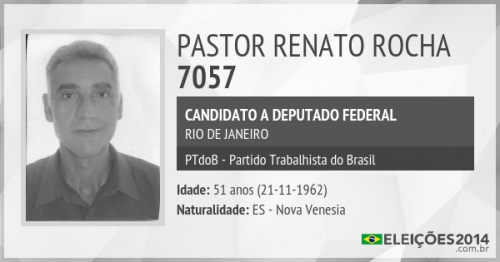 PASTOR RENATO ROCHA
7057
CANDIDATO A DEPUTADO FEDERAL
RIO DE JANEIRO
PTdoB - Partido Trabalhista do Brasil
Idade: 51 anos (21-11-1962)
Naturalidade: ES - Nova Venesia
ELEIÇÕES2014
.com.br